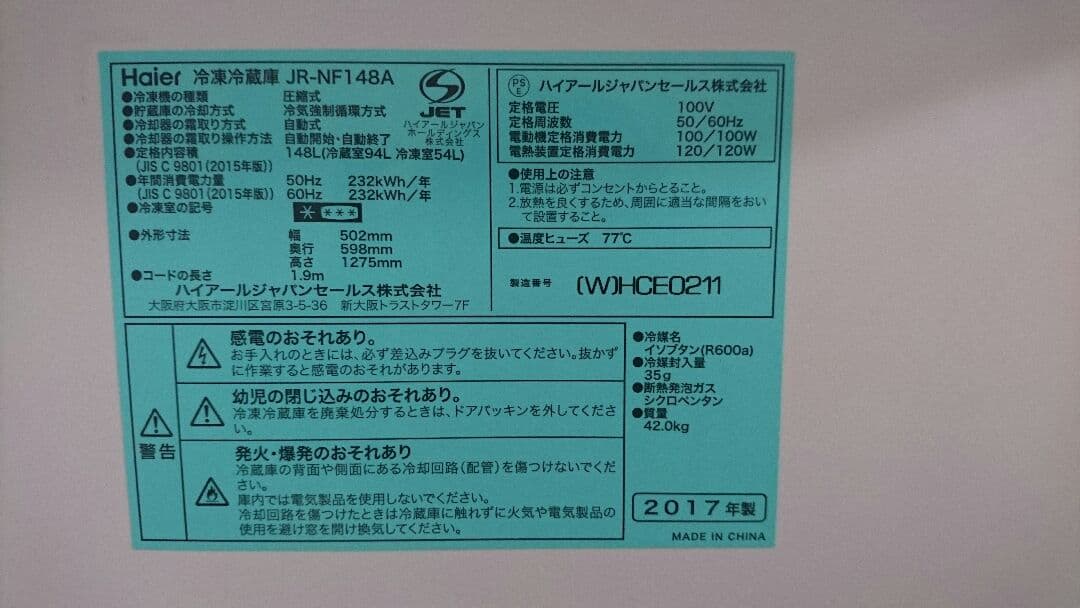 Haier 冷凍冷蔵庫 JR-NF148A
●冷凍機の種類 圧縮式
●貯蔵庫の冷却方式 冷気強制循環方式
●冷却器の霜取り方式 自動式
●冷却器の霜取り操作方法 自動開始・自動終了
●定格内容積 148L(冷蔵室94L 冷凍室54L)
(JIS C 9801(2015年版))
●年間消費電力量 50Hz 232kWh/年
(JIS C 9801(2015年版)) 60Hz 232kWh/年
●冷凍室の記号 * ***
●外形寸法 幅 502mm
奥行 598mm
高さ 1275mm
●コードの長さ 1.9m
ハイアールジャパンセールス株式会社
大阪府大阪市淀川区宮原3-5-36 新大阪トラストタワー7F
JET
ハイアールジャパン
ホールディングス
株式会社
PS
E
ハイアールジャパンセールス株式会社
定格電圧 100V
定格周波数 50/60Hz
電動機定格消費電力 100/100W
電熱装置定格消費電力 120/120W
●使用上の注意
1.電源は必ずコンセントからとること。
2.放熱を良くするため、周囲に適当な間隔をおい
て設置すること。
●温度ヒューズ 77℃
製造番号 (W)HCE0211
警告
感電のおそれあり。
お手入れのときには、必ず差込みプラグを抜いてください。抜かず
に作業すると感電のおそれがあります。
幼児の閉じ込みのおそれあり。
冷凍冷蔵庫を廃棄処分するときは、ドアパッキンを外してくださ
い。
発火・爆発のおそれあり
冷蔵庫の背面や側面にある冷却回路(配管)を傷つけないでくだ
さい。
庫内では電気製品を使用しないでください。
冷却回路を傷つけたときは冷蔵庫に触れずに火気や電気製品の
使用を避け窓を開け換気してください。
●冷媒名
イソブタン(R600a)
●冷媒封入量
35g
●断熱発泡ガス
シクロペンタン
●質量
42.0kg
2017年製
MADE IN CHINA